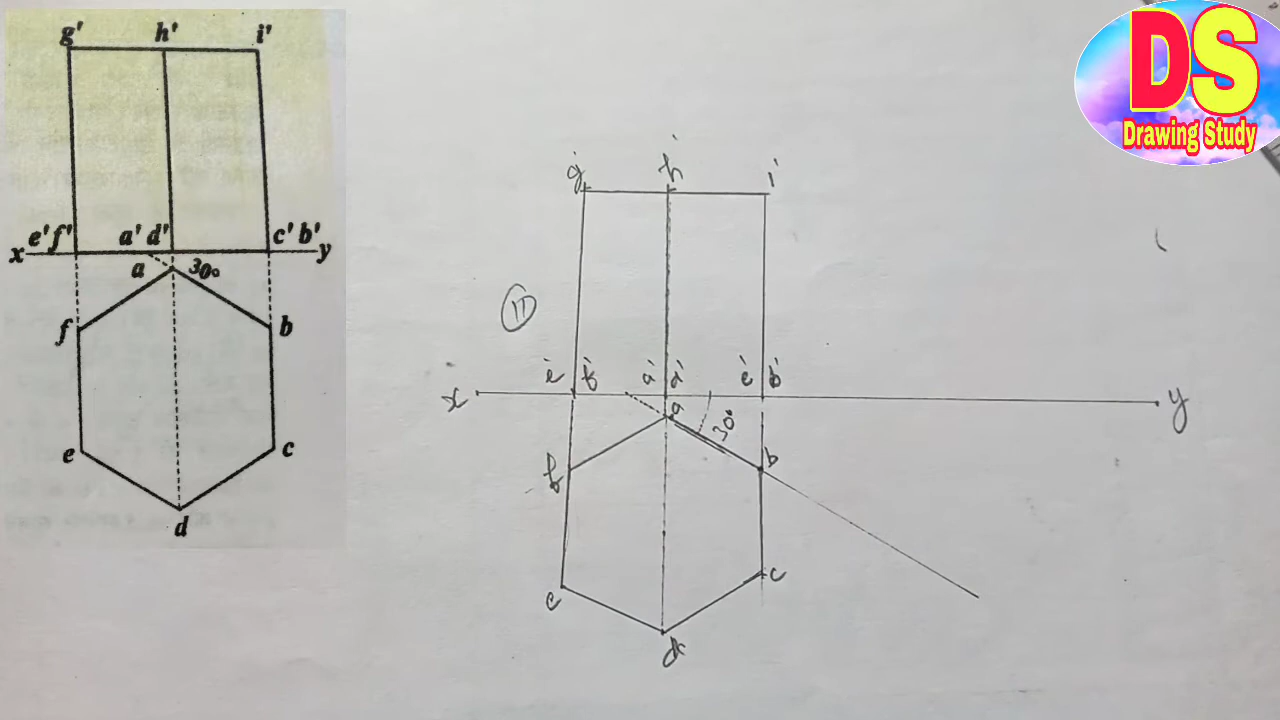 g' h' i'
x e'f' a' d' c' b' y
a 30°
f b
e c
d
DS
Drawing Study
g' h' i'
11
x e' f' a' d' c' b' y
a 30°
f b
e c
d